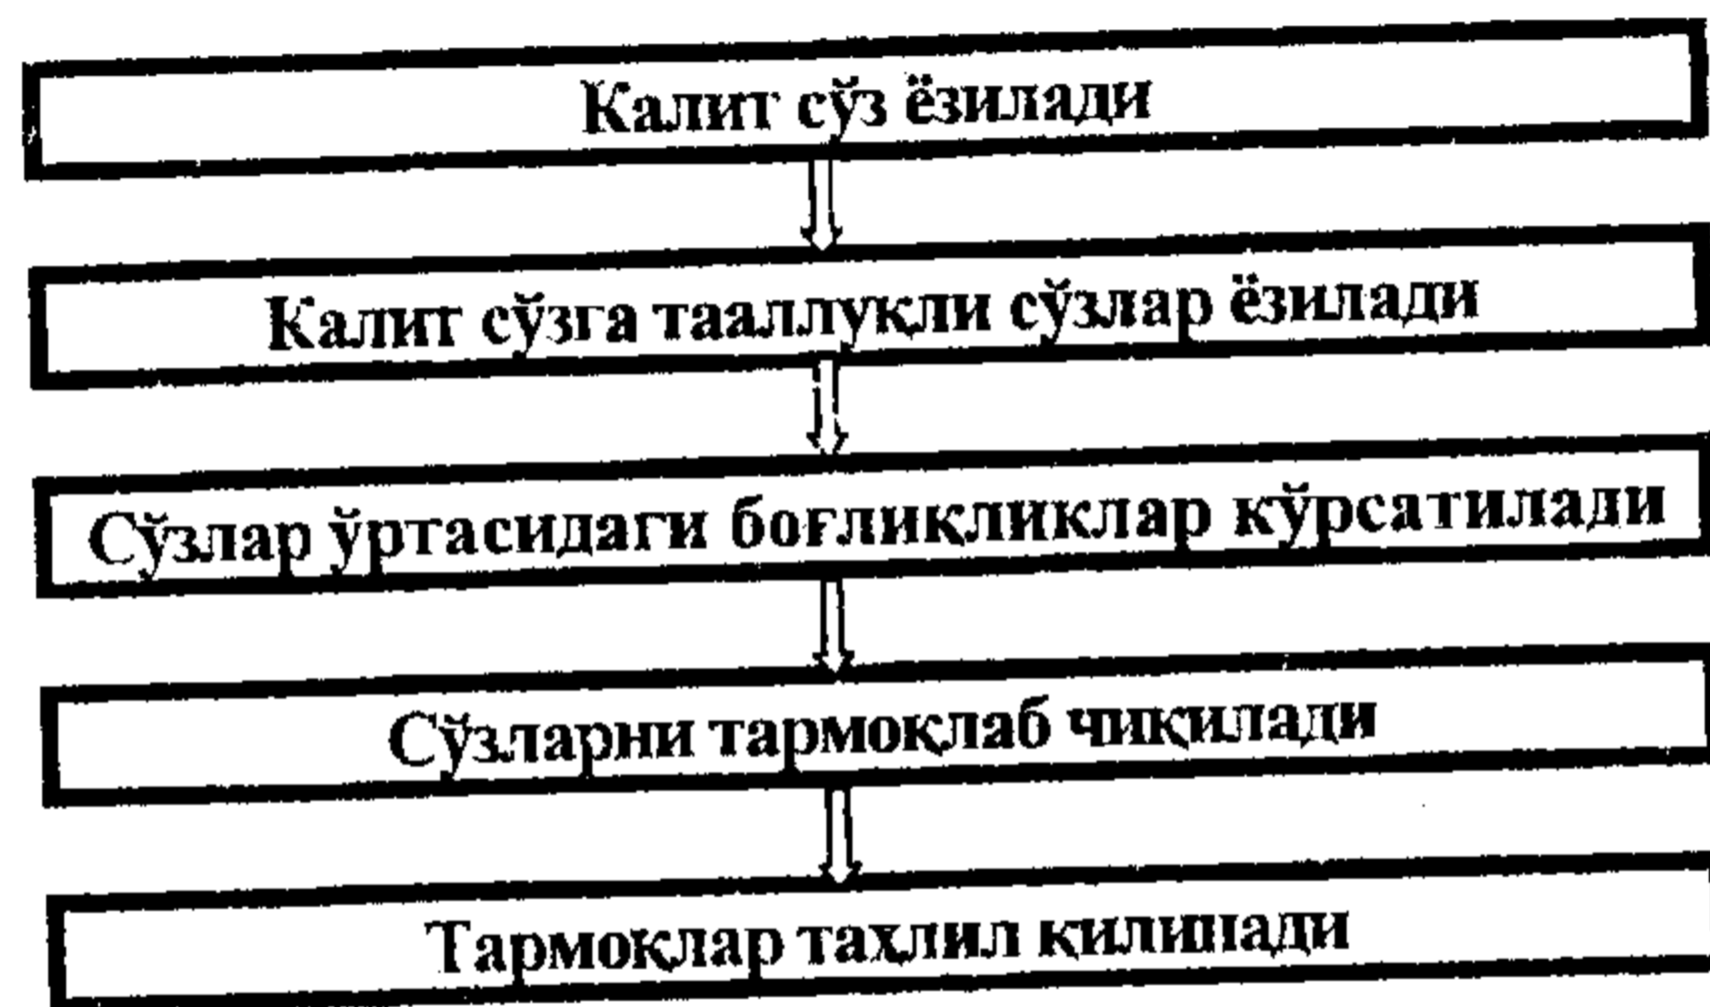 Калит сўз ёзилади
Калит сўзга тааллуқли сўзлар ёзилади
Сўзлар ўртасидаги боғлиқликлар кўрсатилади
Сўзларни тармоқлаб чиқилади
Тармоқлар таҳлил қилинади